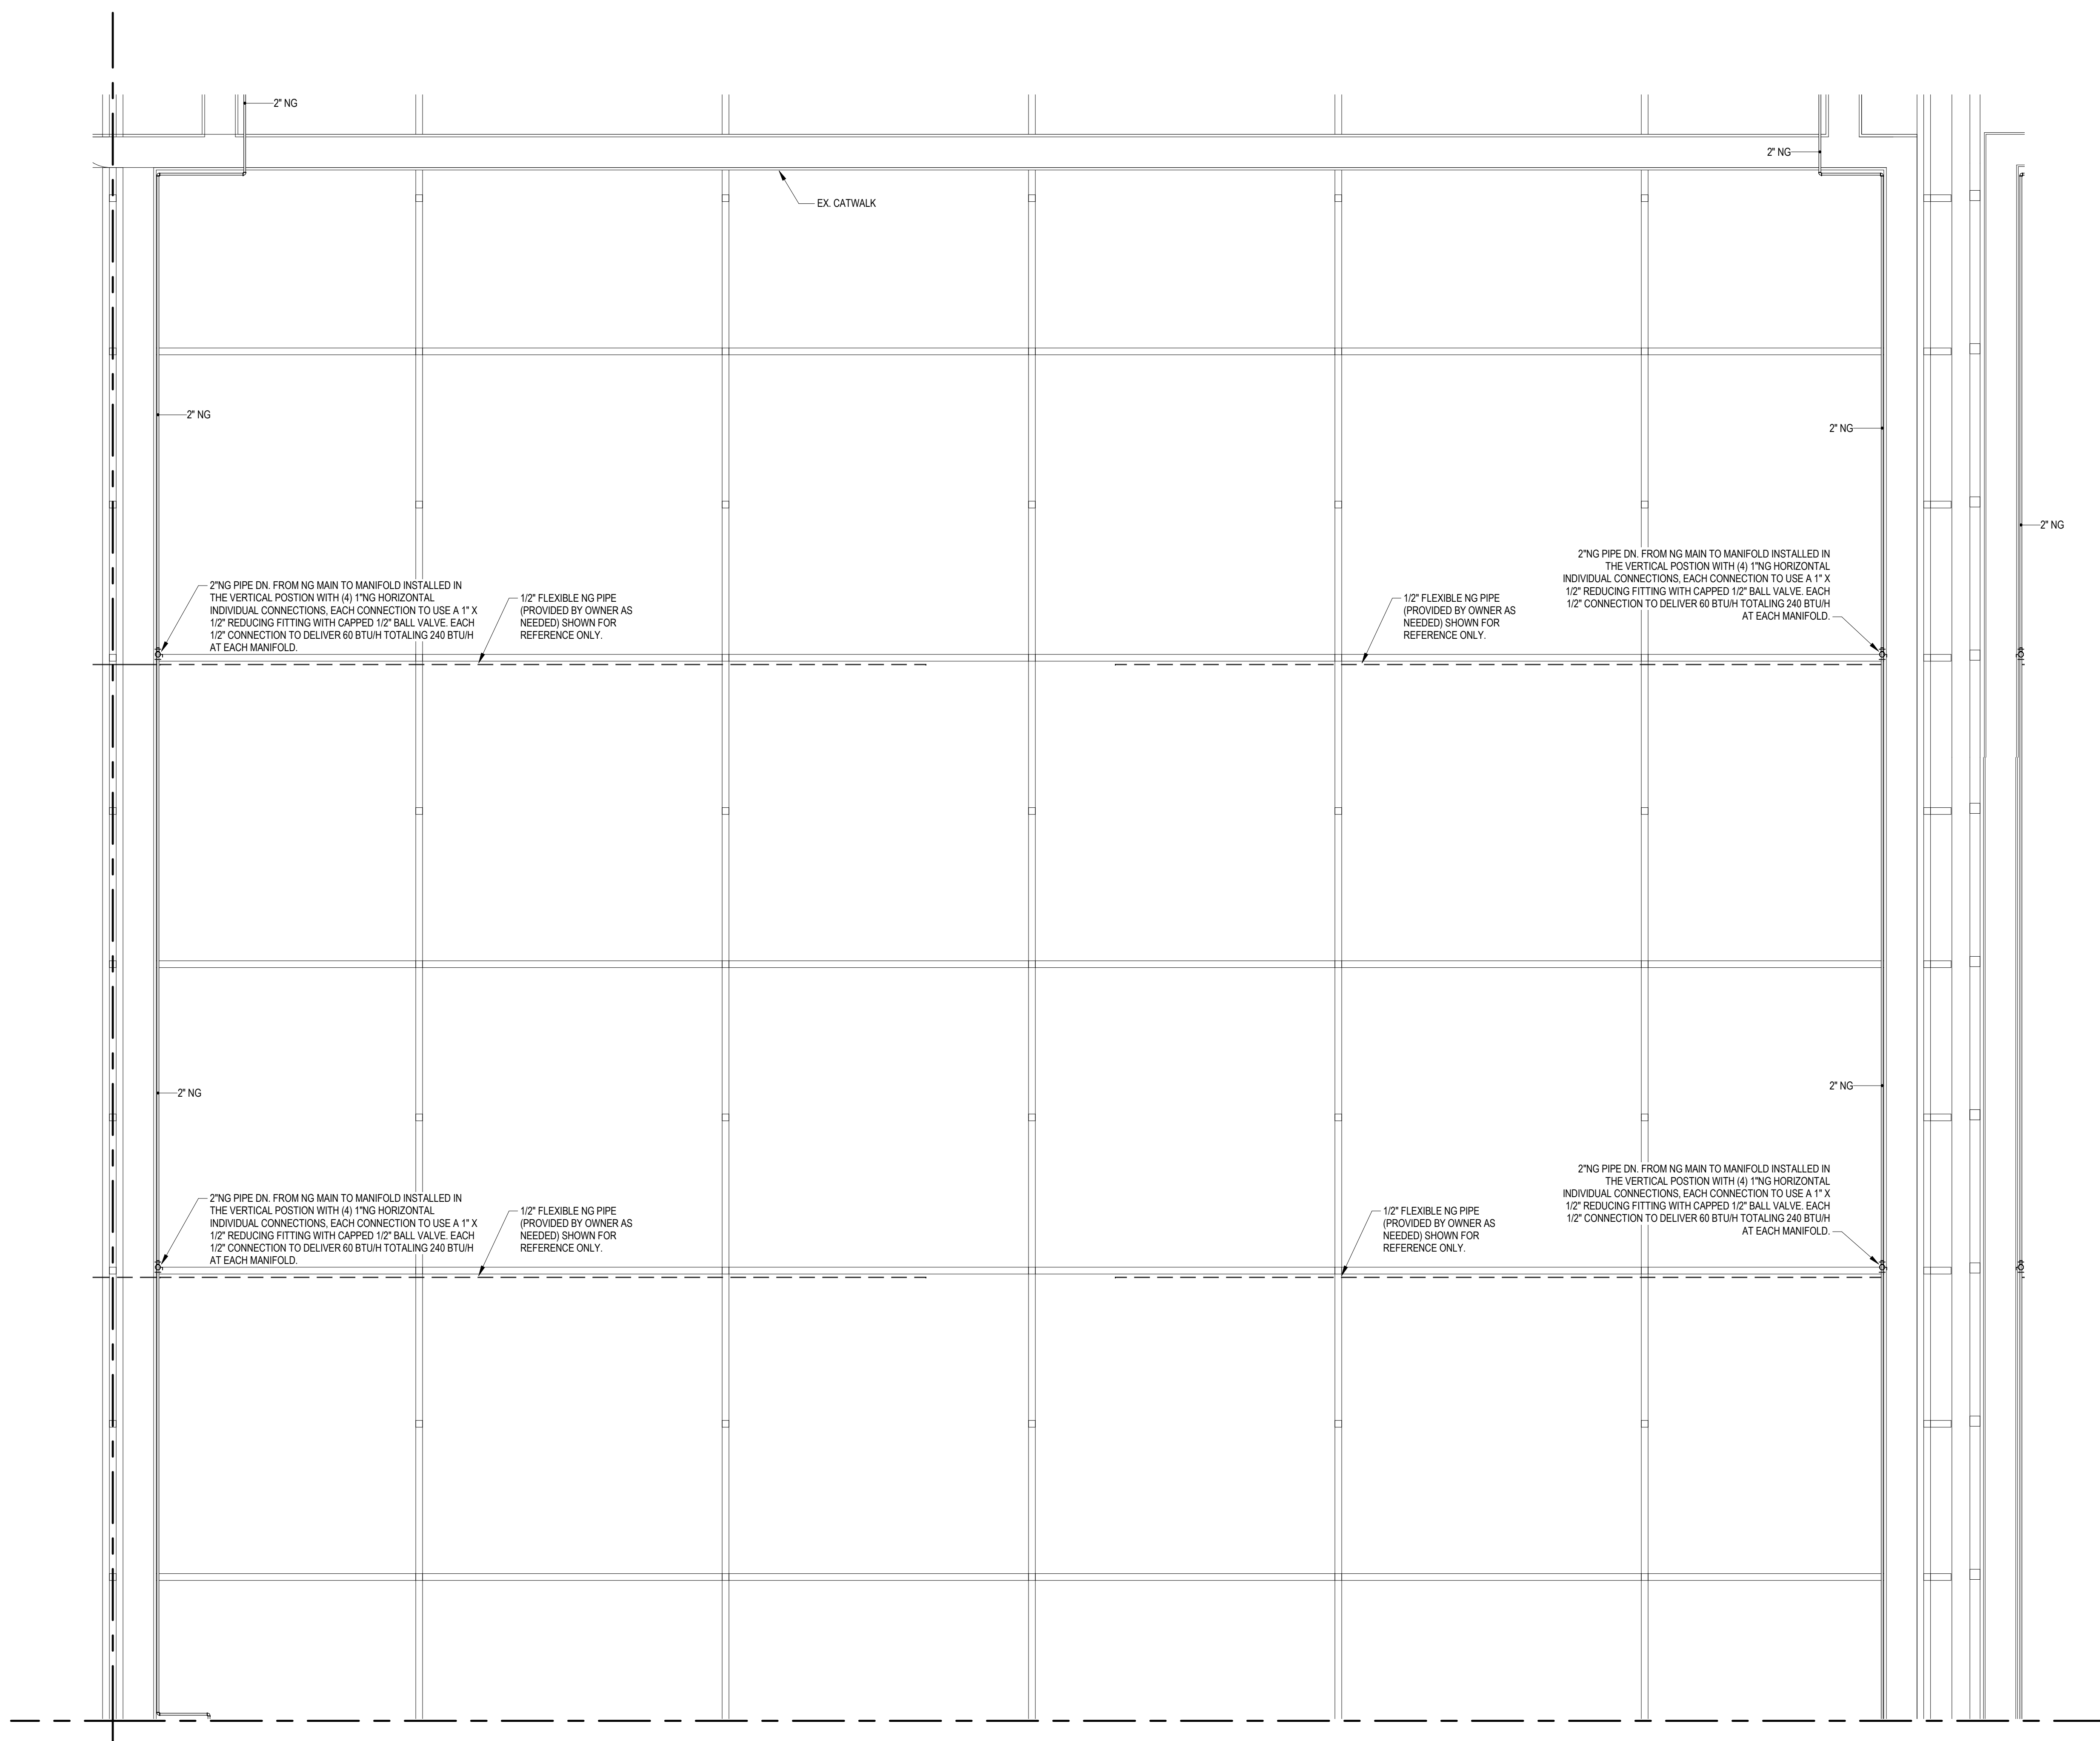 2" NG
2" NG
EX. CATWALK
2" NG
2" NG
2" NG
2"NG PIPE DN. FROM NG MAIN TO MANIFOLD INSTALLED IN
THE VERTICAL POSTION WITH (4) 1"NG HORIZONTAL
INDIVIDUAL CONNECTIONS, EACH CONNECTION TO USE A 1" X
1/2" REDUCING FITTING WITH CAPPED 1/2" BALL VALVE. EACH
1/2" CONNECTION TO DELIVER 60 BTU/H TOTALING 240 BTU/H
AT EACH MANIFOLD.
1/2" FLEXIBLE NG PIPE
(PROVIDED BY OWNER AS
NEEDED) SHOWN FOR
REFERENCE ONLY.
1/2" FLEXIBLE NG PIPE
(PROVIDED BY OWNER AS
NEEDED) SHOWN FOR
REFERENCE ONLY.
2"NG PIPE DN. FROM NG MAIN TO MANIFOLD INSTALLED IN
THE VERTICAL POSTION WITH (4) 1"NG HORIZONTAL
INDIVIDUAL CONNECTIONS, EACH CONNECTION TO USE A 1" X
1/2" REDUCING FITTING WITH CAPPED 1/2" BALL VALVE. EACH
1/2" CONNECTION TO DELIVER 60 BTU/H TOTALING 240 BTU/H
AT EACH MANIFOLD.
2" NG
2" NG
2"NG PIPE DN. FROM NG MAIN TO MANIFOLD INSTALLED IN
THE VERTICAL POSTION WITH (4) 1"NG HORIZONTAL
INDIVIDUAL CONNECTIONS, EACH CONNECTION TO USE A 1" X
1/2" REDUCING FITTING WITH CAPPED 1/2" BALL VALVE. EACH
1/2" CONNECTION TO DELIVER 60 BTU/H TOTALING 240 BTU/H
AT EACH MANIFOLD.
1/2" FLEXIBLE NG PIPE
(PROVIDED BY OWNER AS
NEEDED) SHOWN FOR
REFERENCE ONLY.
1/2" FLEXIBLE NG PIPE
(PROVIDED BY OWNER AS
NEEDED) SHOWN FOR
REFERENCE ONLY.
2"NG PIPE DN. FROM NG MAIN TO MANIFOLD INSTALLED IN
THE VERTICAL POSTION WITH (4) 1"NG HORIZONTAL
INDIVIDUAL CONNECTIONS, EACH CONNECTION TO USE A 1" X
1/2" REDUCING FITTING WITH CAPPED 1/2" BALL VALVE. EACH
1/2" CONNECTION TO DELIVER 60 BTU/H TOTALING 240 BTU/H
AT EACH MANIFOLD.